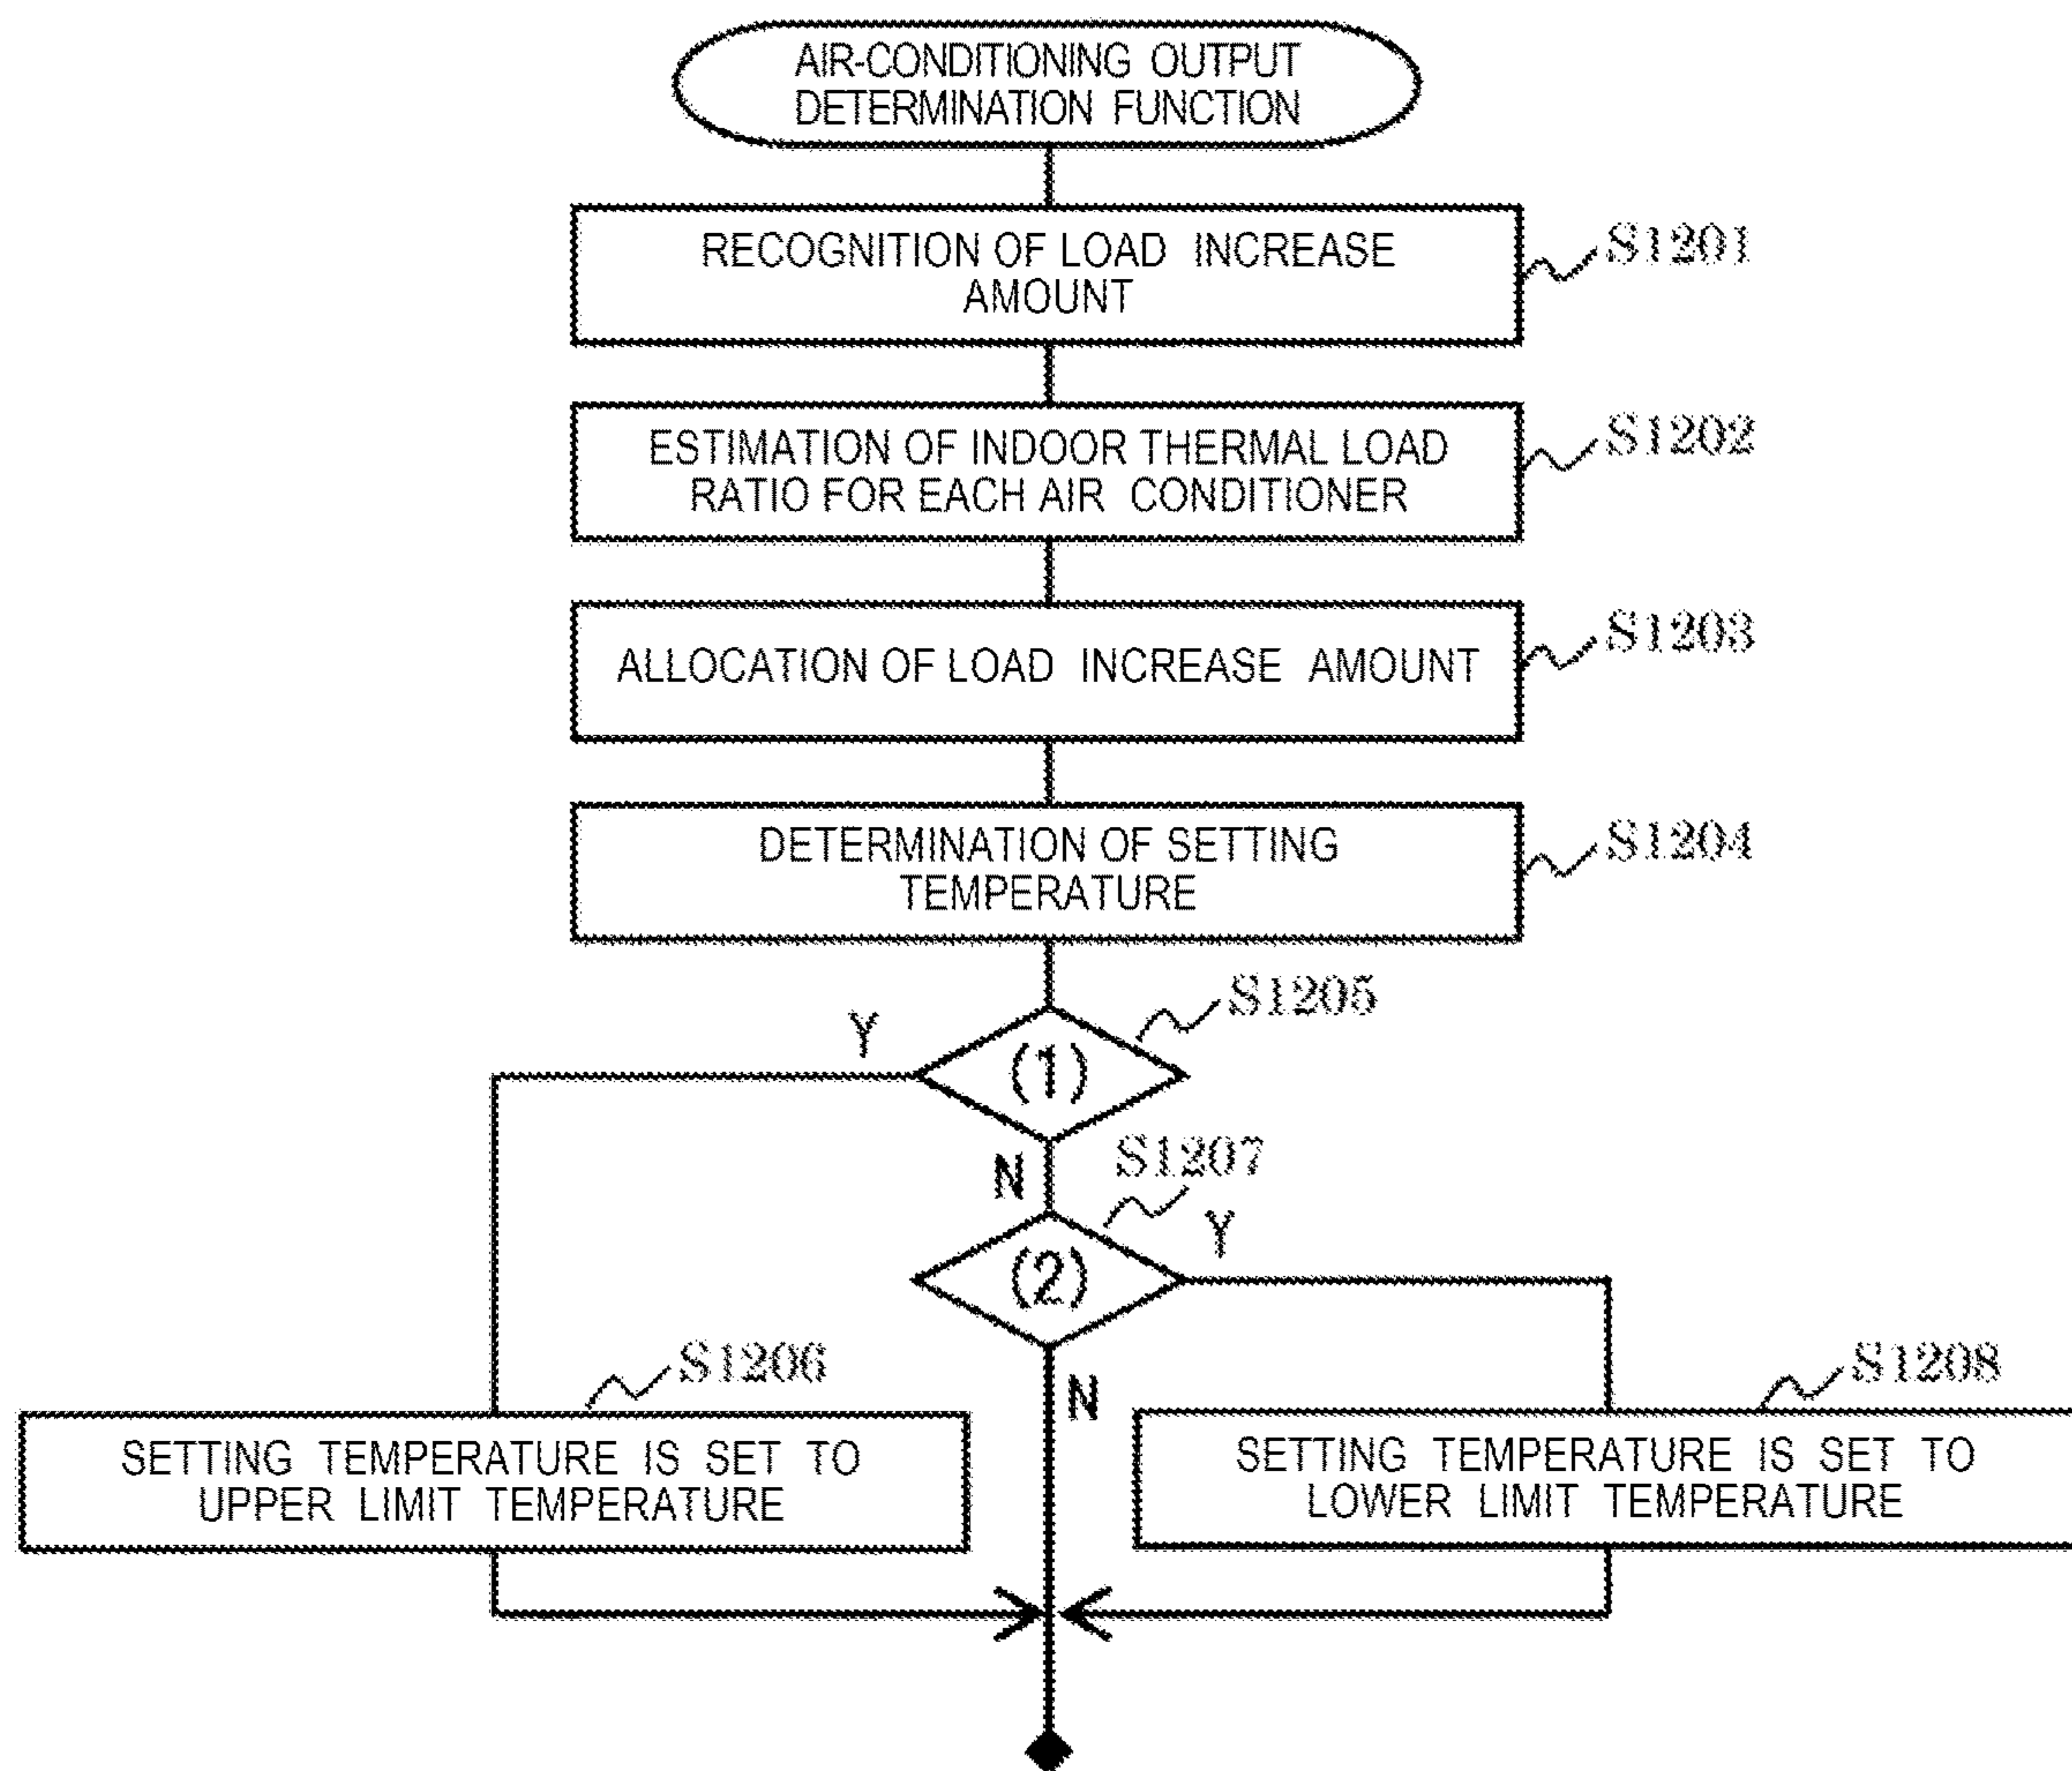 AIR-CONDITIONING OUTPUT
DETERMINATION FUNCTION
RECOGNITION OF LOAD INCREASE
AMOUNT
S1201
ESTIMATION OF INDOOR THERMAL LOAD
RATIO FOR EACH AIR CONDITIONER
S1202
ALLOCATION OF LOAD INCREASE AMOUNT
S1203
DETERMINATION OF SETTING
TEMPERATURE
S1204
S1205
Y
(1)
N
S1207
Y
(2)
N
S1206
SETTING TEMPERATURE IS SET TO
UPPER LIMIT TEMPERATURE
S1208
SETTING TEMPERATURE IS SET TO
LOWER LIMIT TEMPERATURE